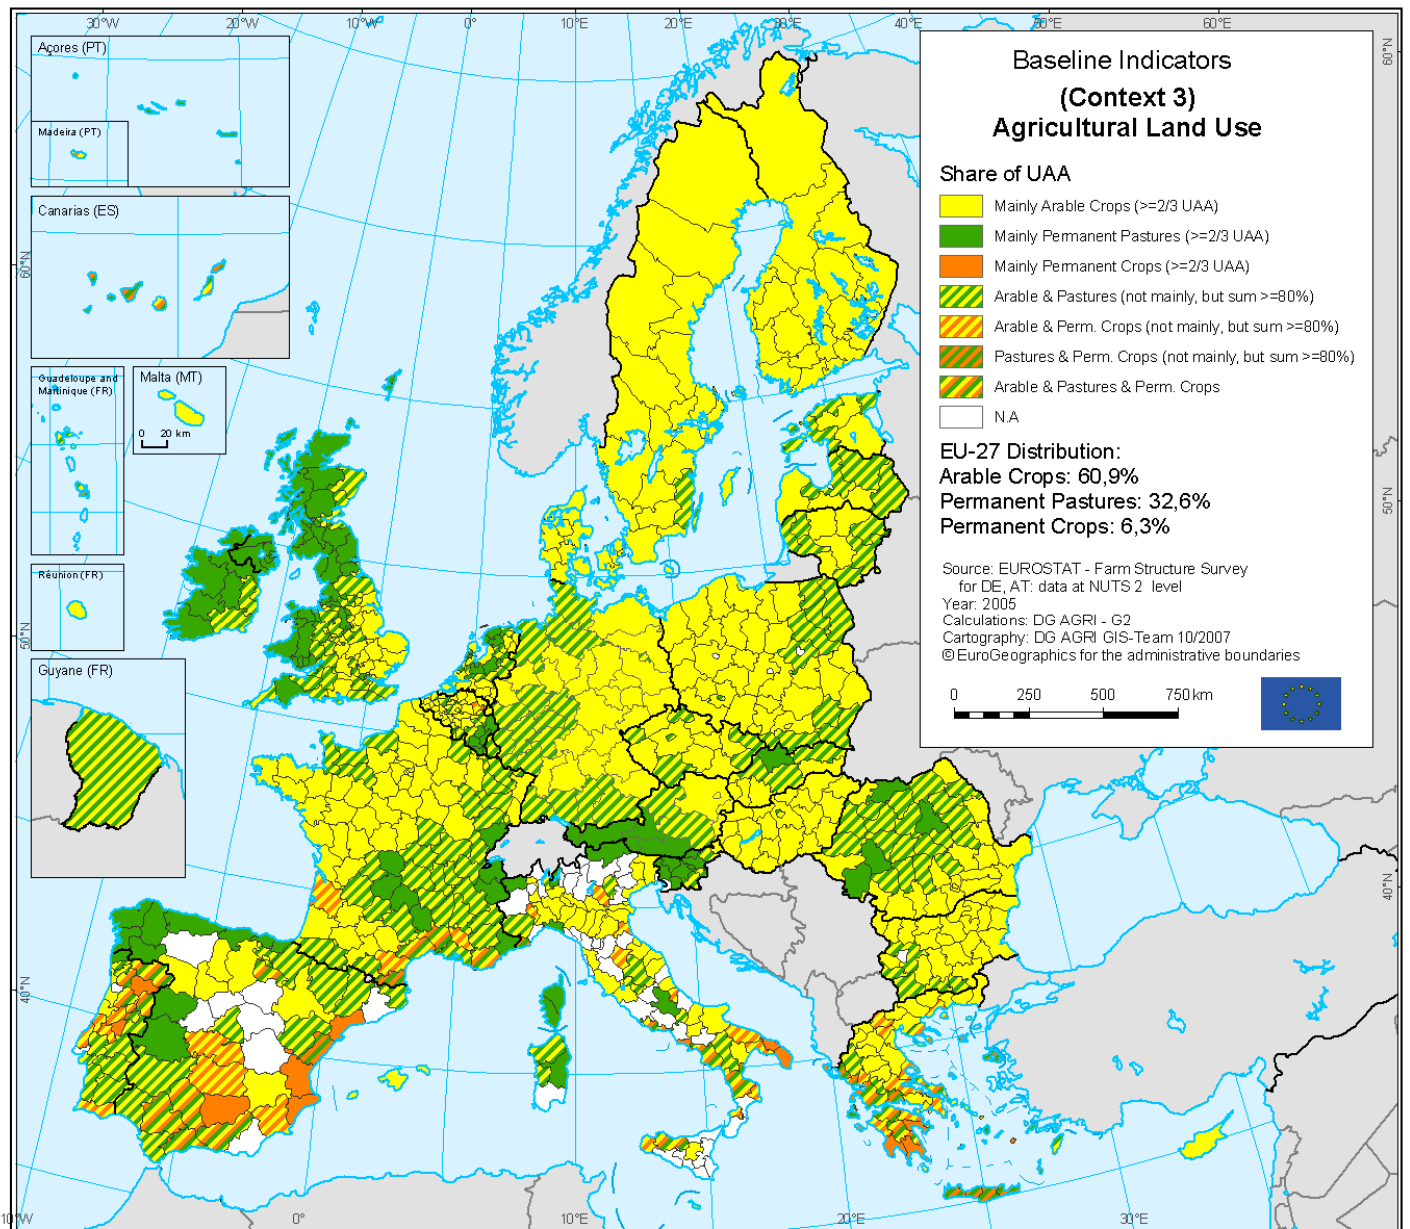 30°W
20°W
10°W
0°
10°E
20°E
30°E
40°E
50°E
60°E
60°N
50°N
40°N
60°N
50°N
40°N
10°W
0°
10°E
20°E
30°E
Açores (PT)
Madeira (PT)
Canarias (ES)
Guadeloupe and
Martinique (FR)
Malta (MT)
0 20 km
Réunion (FR)
Guyane (FR)
Baseline Indicators
(Context 3)
Agricultural Land Use
Share of UAA
Mainly Arable Crops (>=2/3 UAA)
Mainly Permanent Pastures (>=2/3 UAA)
Mainly Permanent Crops (>=2/3 UAA)
Arable & Pastures (not mainly, but sum >=80%)
Arable & Perm. Crops (not mainly, but sum >=80%)
Pastures & Perm. Crops (not mainly, but sum >=80%)
Arable & Pastures & Perm. Crops
N.A
EU-27 Distribution:
Arable Crops: 60,9%
Permanent Pastures: 32,6%
Permanent Crops: 6,3%
Source: EUROSTAT - Farm Structure Survey
for DE, AT: data at NUTS 2 level
Year: 2005
Calculations: DG AGRI - G2
Cartography: DG AGRI GIS-Team 10/2007
© EuroGeographics for the administrative boundaries
0 250 500 750 km